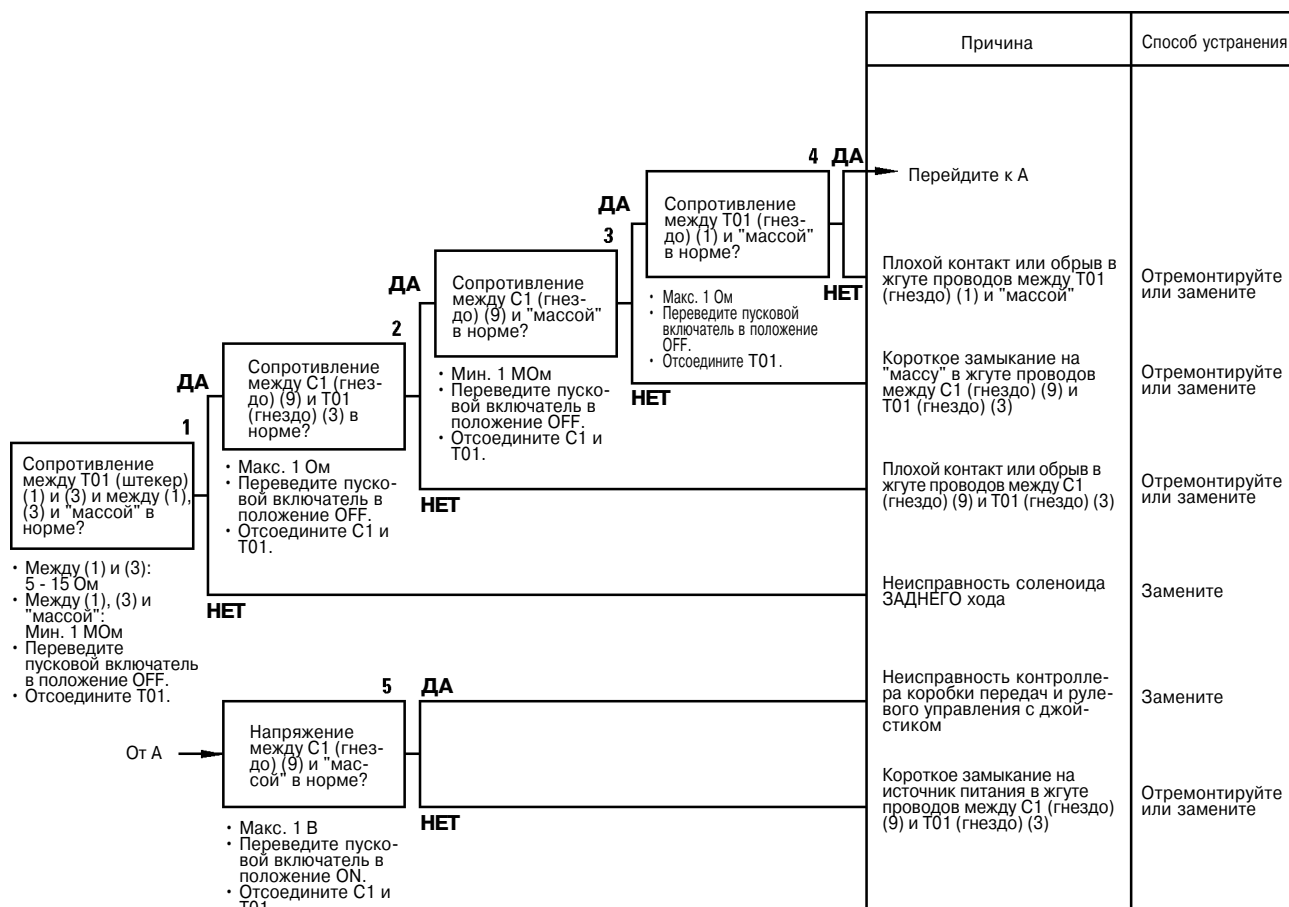 Причина
Способ устранения
4
ДА
Перейдите к А
Сопротивление
между Т01 (гнез-
до) (1) и "массой"
в норме?
НЕТ
Плохой контакт или обрыв в
жгуте проводов между Т01
(гнездо) (1) и "массой"
Отремонтируйте
или замените
• Макс. 1 Ом
• Переведите пусковой
включатель в положение
OFF.
• Отсоедините Т01.
ДА
3
Сопротивление
между С1 (гнез-
до) (9) и "массой"
в норме?
• Мин. 1 МОм
• Переведите пуско-
вой включатель в
положение OFF.
• Отсоедините С1 и
Т01.
НЕТ
Короткое замыкание на
"массу" в жгуте проводов
между С1 (гнездо) (9) и
Т01 (гнездо) (3)
Отремонтируйте
или замените
ДА
2
Сопротивление
между С1 (гнез-
до) (9) и Т01
(гнездо) (3) в
норме?
• Макс. 1 Ом
• Переведите пуско-
вой включатель в
положение OFF.
• Отсоедините С1 и
Т01.
НЕТ
Плохой контакт или обрыв в
жгуте проводов между С1
(гнездо) (9) и Т01 (гнездо) (3)
Отремонтируйте
или замените
ДА
1
Сопротивление
между Т01 (штекер)
(1) и (3) и между (1),
(3) и "массой" в
норме?
• Между (1) и (3):
5 - 15 Ом
• Между (1), (3) и
"массой":
Мин. 1 МОм
• Переведите
пусковой включатель
в положение OFF.
• Отсоедините Т01.
НЕТ
Неисправность соленоида
ЗАДНЕГО хода
Замените
5
ДА
Неисправность контролле-
ра коробки передач и руле-
вого управления с джой-
стиком
Замените
От А
Напряжение
между С1 (гнез-
до) (9) и "мас-
сой" в норме?
НЕТ
Короткое замыкание на
источник питания в жгуте
проводов между С1 (гнездо)
(9) и Т01 (гнездо) (3)
Отремонтируйте
или замените
• Макс. 1 В
• Переведите пуско-
вой включатель в
положение ON.
• Отсоедините С1 и
Т01.